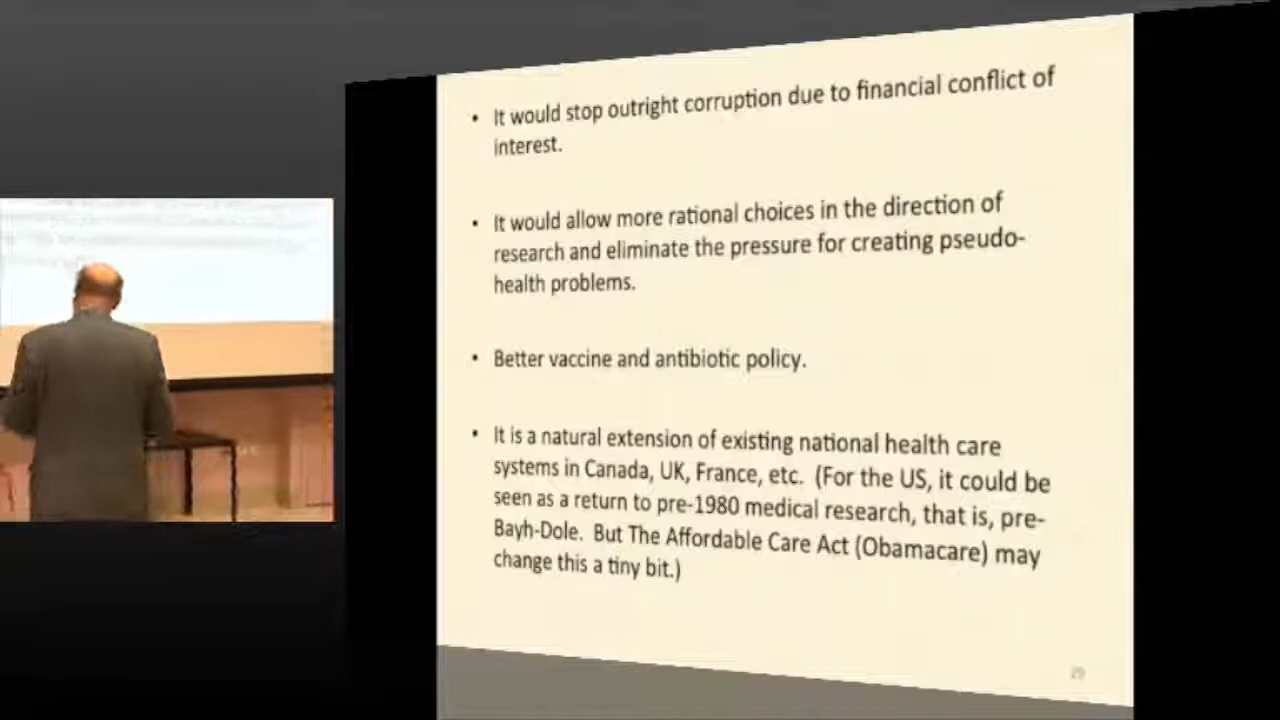 • It would stop outright corruption due to financial conflict of
interest.
• It would allow more rational choices in the direction of
research and eliminate the pressure for creating pseudo-
health problems.
• Better vaccine and antibiotic policy.
• It is a natural extension of existing national health care
systems in Canada, UK, France, etc. (For the US, it could be
seen as a return to pre-1980 medical research, that is, pre-
Bayh-Dole. But The Affordable Care Act (Obamacare) may
change this a tiny bit.)